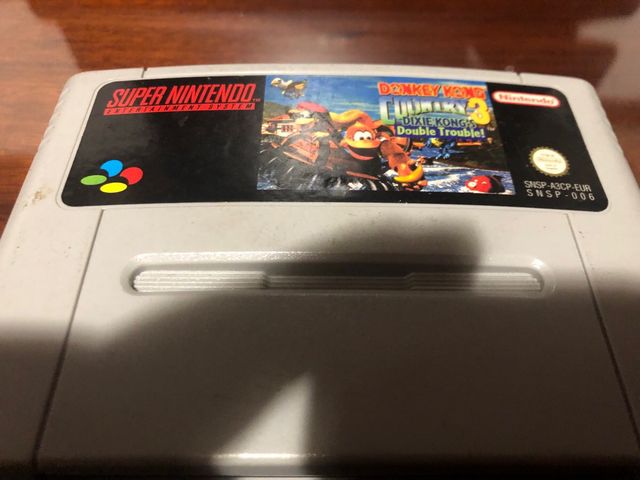 SUPER NINTENDO
ENTERTAINMENT SYSTEM
DONKEY KONG
COUNTRY 3
DIXIE KONG'S
Double Trouble!
Nintendo
SNSP-A3CP-EUR
SNSP-006